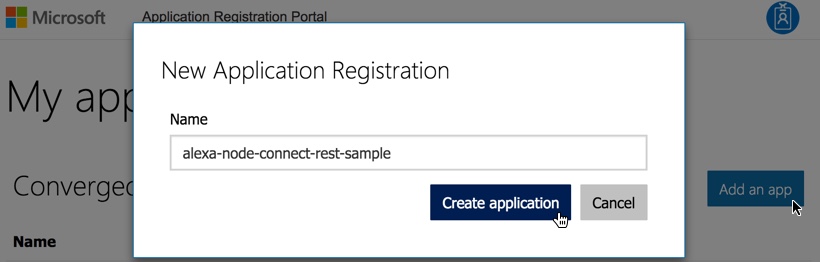 Microsoft Application Registration Portal
New Application Registration
My app
Name
alexa-node-connect-rest-sample
Converged
Create application Cancel
Add an app
Name